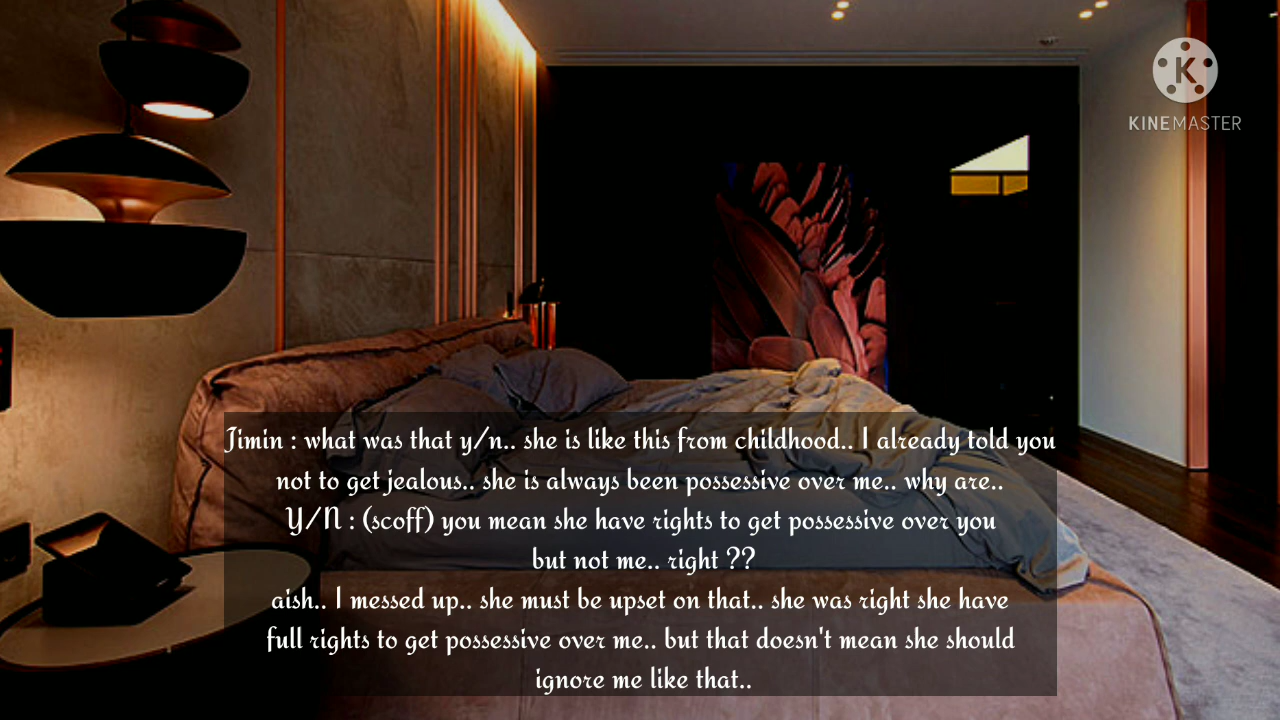 KINEMASTER
Jimin : what was that y/n.. she is like this from childhood.. I already told you
not to get jealous.. she is always been possessive over me.. why are..
Y/N : (scoff) you mean she have rights to get possessive over you
but not me.. right ??
aish.. I messed up.. she must be upset on that.. she was right she have
full rights to get possessive over me.. but that doesn't mean she should
ignore me like that..